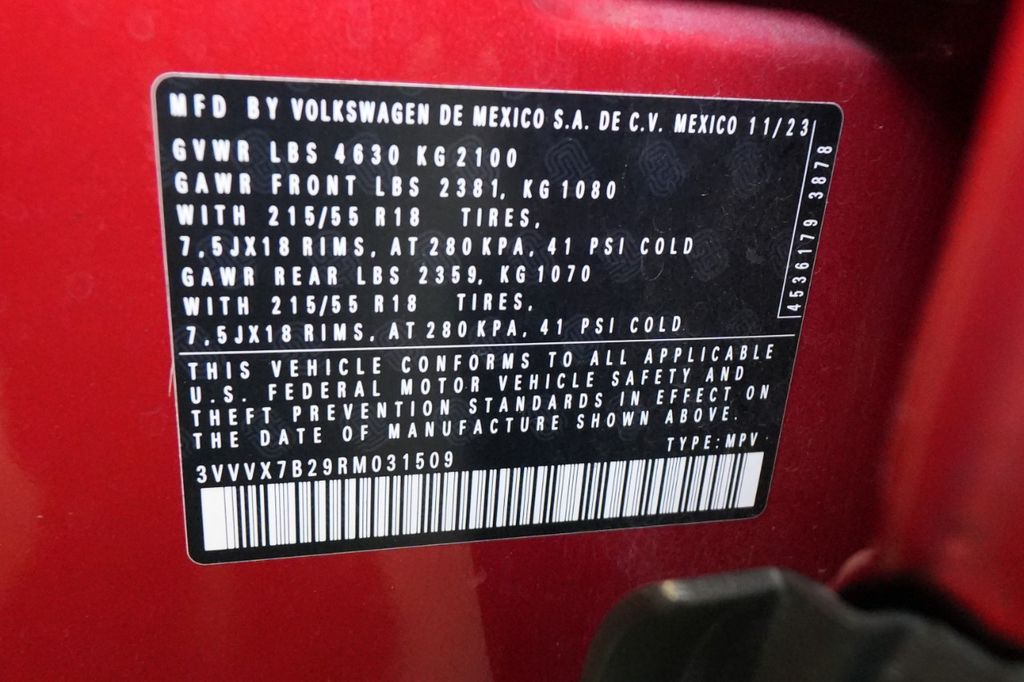 MFD BY VOLKSWAGEN DE MEXICO S.A. DE C.V. MEXICO 11/23
GVWR LBS 4630 KG 2100
GAWR FRONT LBS 2381, KG 1080
WITH 215/55 R18 TIRES,
7,5JX18 RIMS, AT 280 KPA, 41 PSI COLD
GAWR REAR LBS 2359, KG 1070
WITH 215/55 R18 TIRES,
7,5JX18 RIMS, AT 280 KPA, 41 PSI COLD
4536179 3878
THIS VEHICLE CONFORMS TO ALL APPLICABLE
U.S. FEDERAL MOTOR VEHICLE SAFETY AND
THEFT PREVENTION STANDARDS IN EFFECT ON
THE DATE OF MANUFACTURE SHOWN ABOVE.
TYPE: MPV
3VVVX7B29RM031509